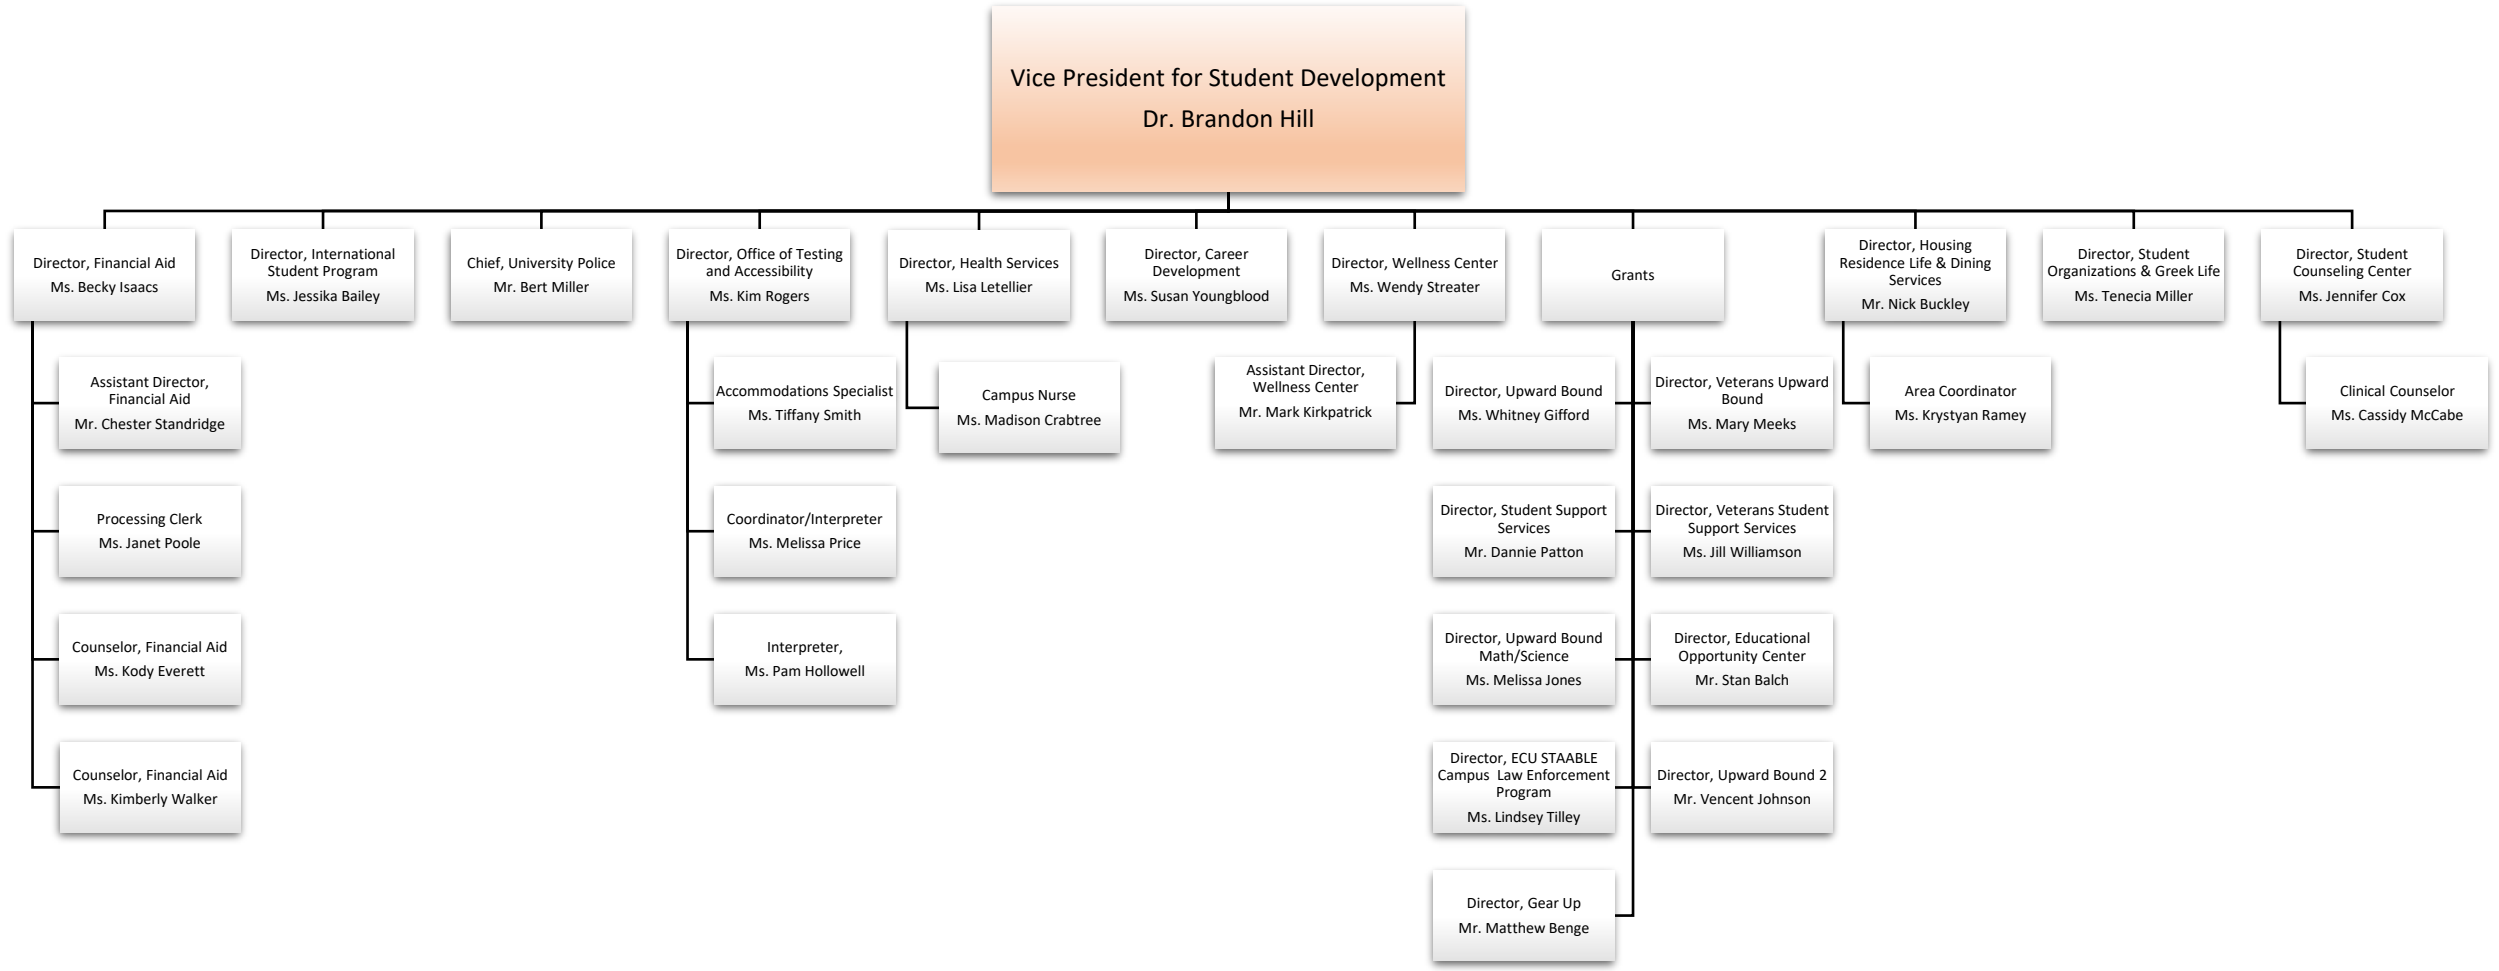 Vice President for Student Development
Dr. Brandon Hill
Director, Financial Aid
Ms. Becky Isaacs
Director, International
Student Program
Ms. Jessika Bailey
Chief, University Police
Mr. Bert Miller
Director, Office of Testing
and Accessibility
Ms. Kim Rogers
Director, Health Services
Ms. Lisa Letellier
Director, Career
Development
Ms. Susan Youngblood
Director, Wellness Center
Ms. Wendy Streater
Grants
Director, Housing
Residence Life & Dining
Services
Mr. Nick Buckley
Director, Student
Organizations & Greek Life
Ms. Tenecia Miller
Director, Student
Counseling Center
Ms. Jennifer Cox
Assistant Director,
Financial Aid
Mr. Chester Standridge
Accommodations Specialist
Ms. Tiffany Smith
Campus Nurse
Ms. Madison Crabtree
Assistant Director,
Wellness Center
Mr. Mark Kirkpatrick
Director, Upward Bound
Ms. Whitney Gifford
Director, Veterans Upward
Bound
Ms. Mary Meeks
Area Coordinator
Ms. Krystyan Ramey
Clinical Counselor
Ms. Cassidy McCabe
Processing Clerk
Ms. Janet Poole
Coordinator/Interpreter
Ms. Melissa Price
Director, Student Support
Services
Mr. Dannie Patton
Director, Veterans Student
Support Services
Ms. Jill Williamson
Counselor, Financial Aid
Ms. Kody Everett
Interpreter,
Ms. Pam Hollowell
Director, Upward Bound
Math/Science
Ms. Melissa Jones
Director, Educational
Opportunity Center
Mr. Stan Balch
Counselor, Financial Aid
Ms. Kimberly Walker
Director, ECU STAABLE
Campus Law Enforcement
Program
Ms. Lindsey Tilley
Director, Upward Bound 2
Mr. Vencent Johnson
Director, Gear Up
Mr. Matthew Benge